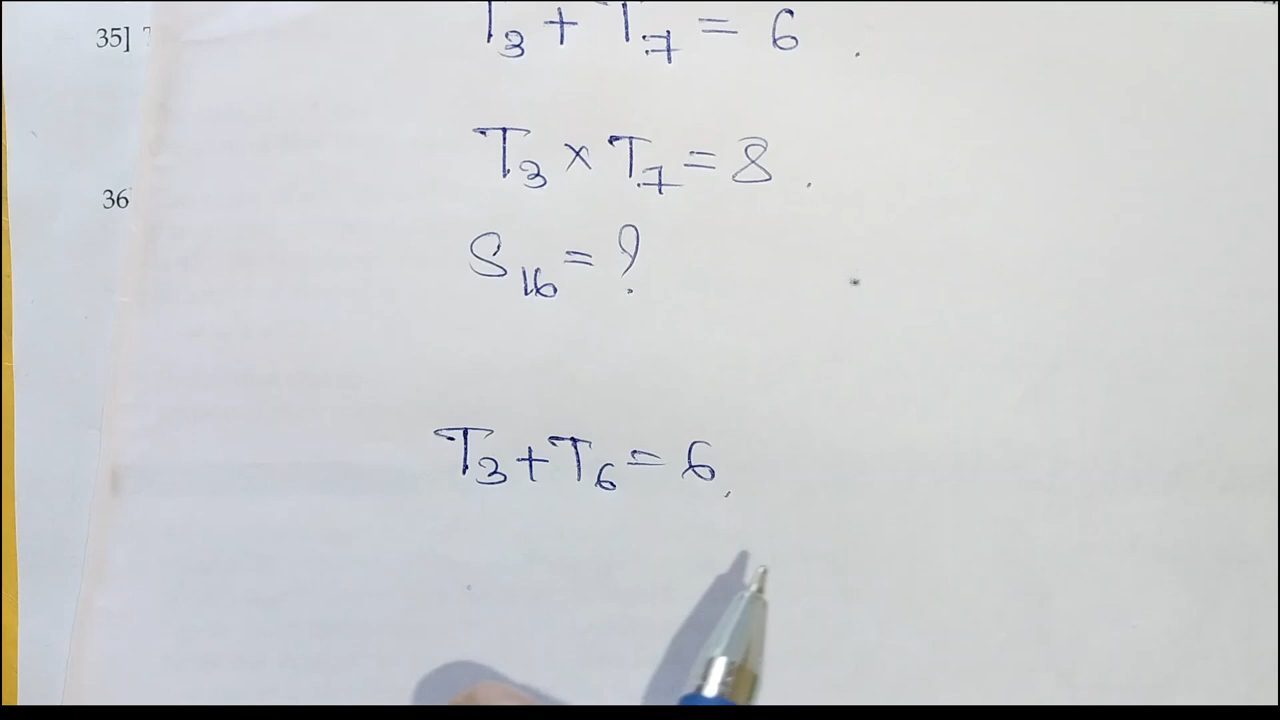 35]
T₃ + T₇ = 6
T₃ × T₇ = 8
36
S₁₆ = ?
T₃ + T₆ = 6